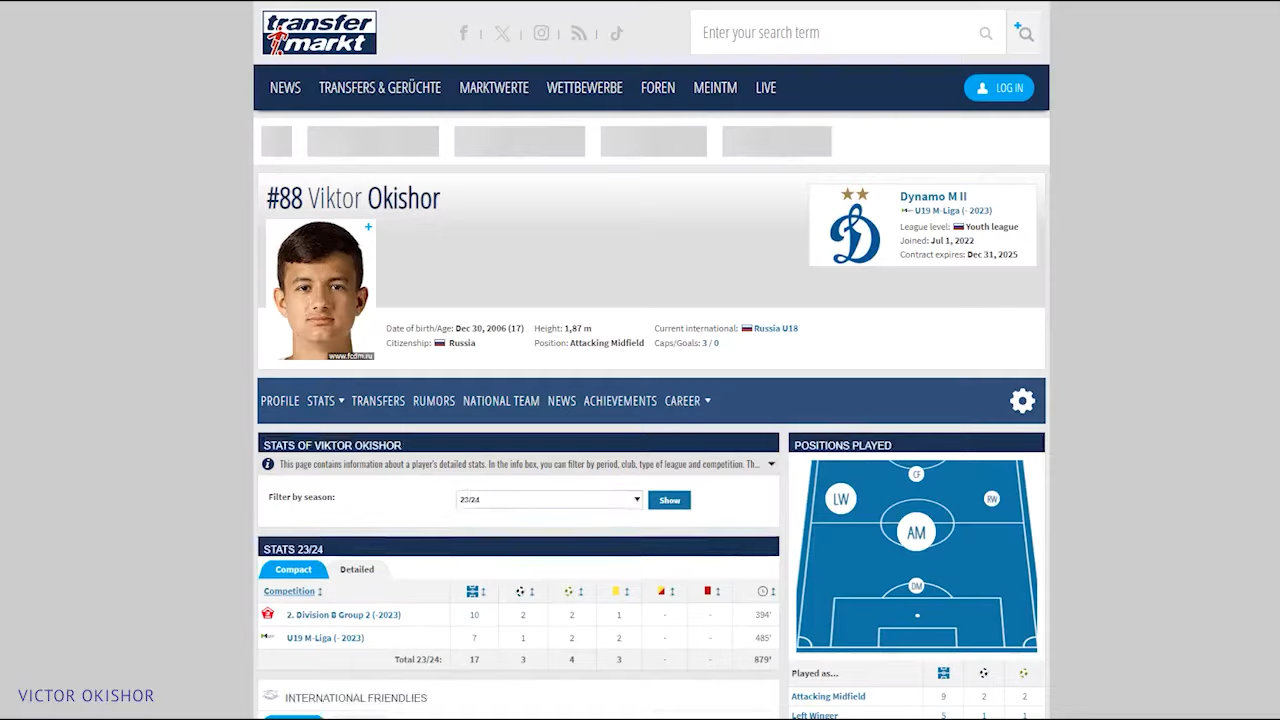 transfer
markt
Enter your search term
NEWS TRANSFERS & GERÜCHTE MARKTWERTE WETTBEWERBE FOREN MEINTM LIVE LOG IN
#88 Viktor Okishor
Dynamo M II
U19 M-Liga (- 2023)
League level: Youth league
Joined: Jul 1, 2022
Contract expires: Dec 31, 2025
www.fcdm.ru
Date of birth/Age: Dec 30, 2006 (17) Height: 1,87 m Current international: Russia U18
Citizenship: Russia Position: Attacking Midfield Caps/Goals: 3 / 0
PROFILE STATS TRANSFERS RUMORS NATIONAL TEAM NEWS ACHIEVEMENTS CAREER
STATS OF VIKTOR OKISHOR
This page contains information about a player's detailed stats. In the info box, you can filter by period, club, type of league and competition. Th...
Filter by season: 23/24 Show
STATS 23/24
Compact Detailed
Competition
2. Division B Group 2 (-2023) 10 2 2 1 - - 394'
U19 M-Liga (- 2023) 7 1 2 2 - - 485'
Total 23/24: 17 3 4 3 - - 879'
INTERNATIONAL FRIENDLIES
POSITIONS PLAYED
CF
LW RW
AM
DM
Played as...
Attacking Midfield 9 2 2
Left Winger 5 1 1
VICTOR OKISHOR